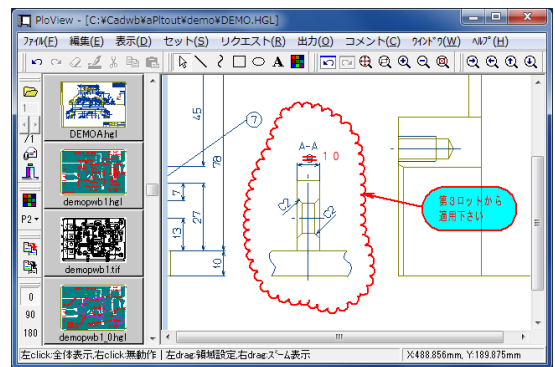 PloView - [C:¥Cadwb¥aPltout¥demo¥DEMO.HGL]
ファイル(F) 編集(E) 表示(D) セット(S) リクエスト(R) 出力(O) コメント(C) ウインドウ(W) ヘルプ(H)
A
1
/1
P2
0
90
180
DEMOA.hgl
demopwb1.hgl
demopwb1.tif
demopwb1_0.hgl
45
7
78
7
27
13
10
A-A
10
C2
C2
第3ロットから
適用下さい
左click:全体表示,右click:無動作 左drag:領域設定,右drag:ズーム表示 X:488.856mm, Y:189.875mm